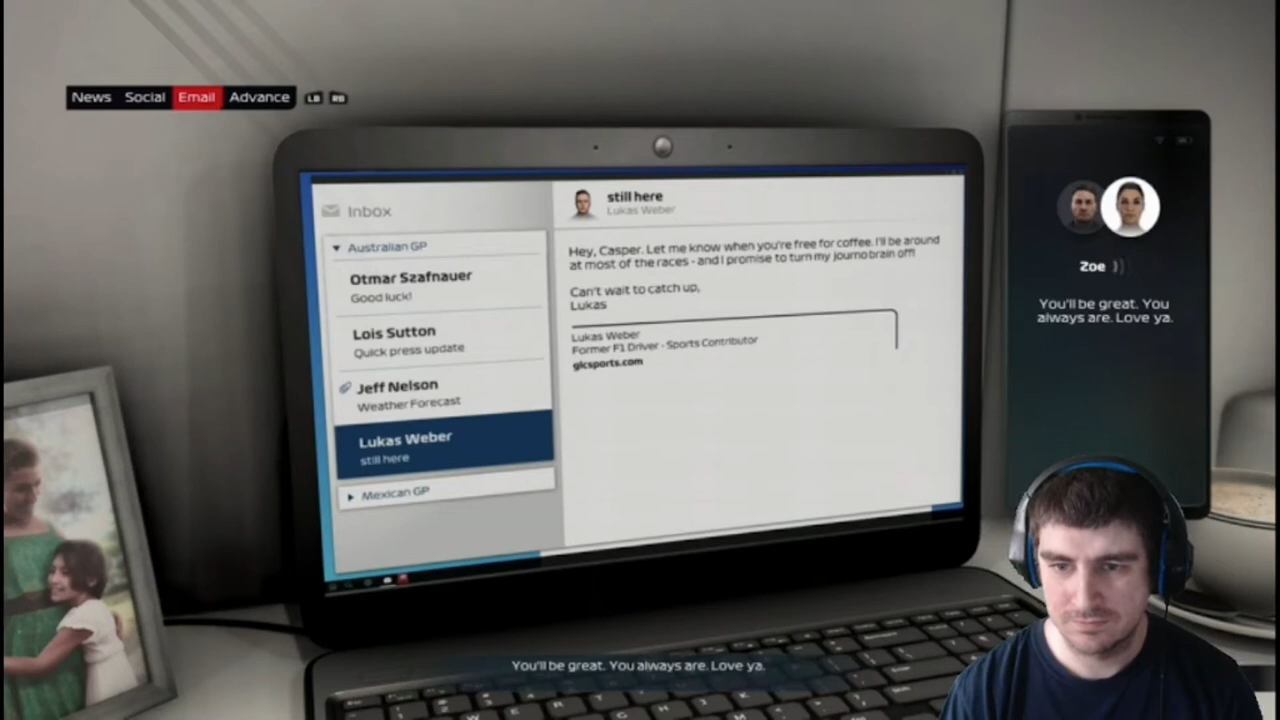 News Social Email Advance LB RB
Inbox
Australian GP
Otmar Szafnauer
Good luck!
Lois Sutton
Quick press update
Jeff Nelson
Weather Forecast
Lukas Weber
still here
Mexican GP
still here
Lukas Weber
Hey, Casper. Let me know when you're free for coffee. I'll be around
at most of the races - and I promise to turn my journo brain off!
Can't wait to catch up,
Lukas
Lukas Weber
Former F1 Driver - Sports Contributor
glcsports.com
Zoe
You'll be great. You
always are. Love ya.
You'll be great. You always are. Love ya.